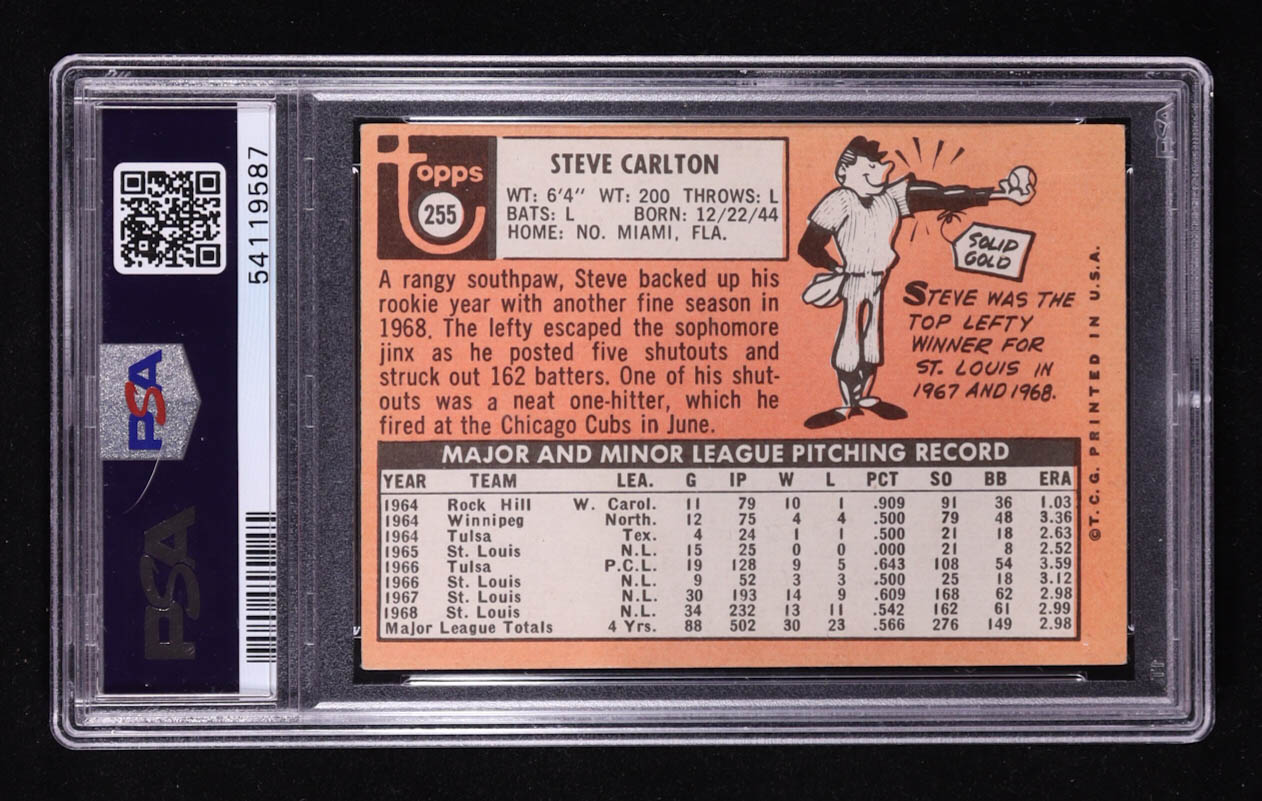 54119587
PSA
PSA
PSA
topps
255
STEVE CARLTON
WT: 6'4" WT: 200 THROWS: L
BATS: L BORN: 12/22/44
HOME: NO. MIAMI, FLA.
A rangy southpaw, Steve backed up his
rookie year with another fine season in
1968. The lefty escaped the sophomore
jinx as he posted five shutouts and
struck out 162 batters. One of his shut-
outs was a neat one-hitter, which he
fired at the Chicago Cubs in June.
SOLID
GOLD
STEVE WAS THE
TOP LEFTY
WINNER FOR
ST. LOUIS IN
1967 AND 1968.
MAJOR AND MINOR LEAGUE PITCHING RECORD
YEAR TEAM LEA. G IP W L PCT SO BB ERA
1964 Rock Hill W. Carol. 11 79 10 1 .909 91 36 1.03
1964 Winnipeg North. 12 75 4 4 .500 79 48 3.36
1964 Tulsa Tex. 4 24 1 1 .500 21 18 2.63
1965 St. Louis N.L. 15 25 0 0 .000 21 8 2.52
1966 Tulsa P.C.L. 19 128 9 5 .643 108 54 3.59
1966 St. Louis N.L. 9 52 3 3 .500 25 18 3.12
1967 St. Louis N.L. 30 193 14 9 .609 168 62 2.98
1968 St. Louis N.L. 34 232 13 11 .542 162 61 2.99
Major League Totals 4 Yrs. 88 502 30 23 .566 276 149 2.98
©T.C.G. PRINTED IN U.S.A.